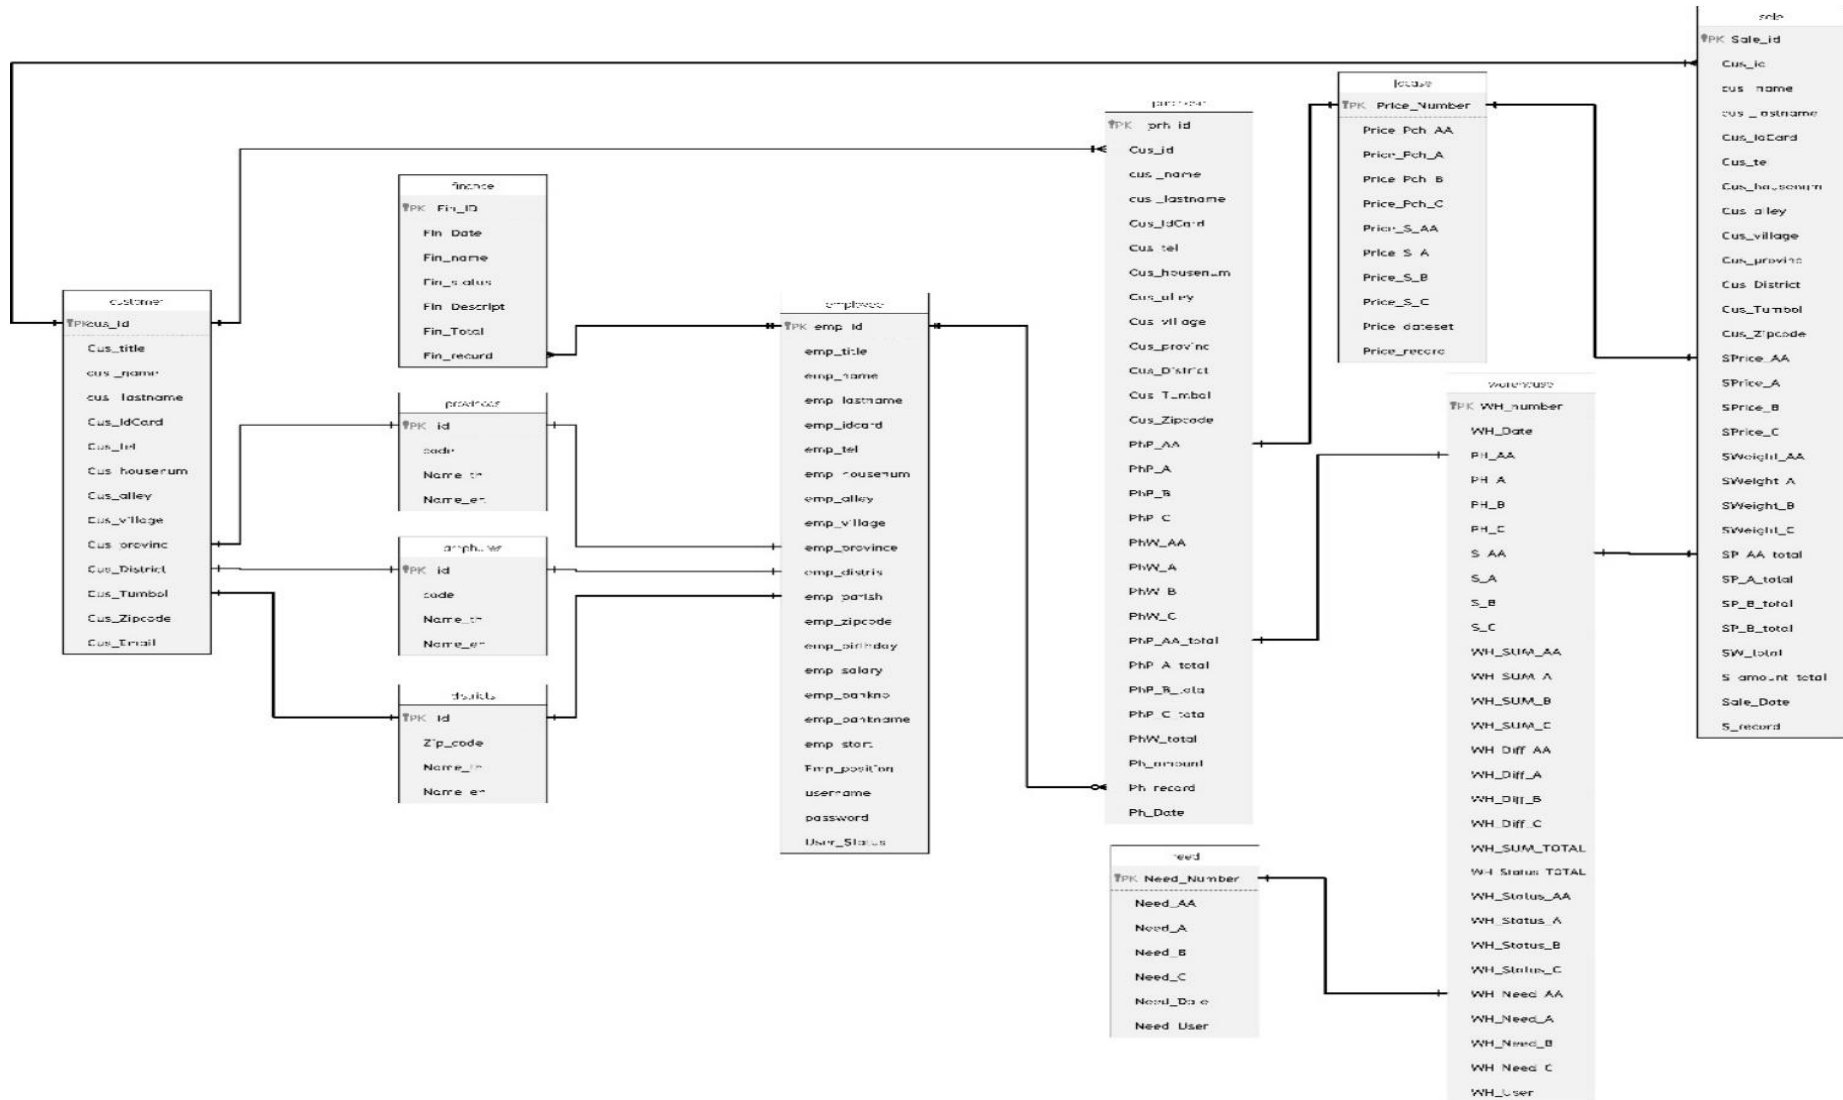 customer
PK cus_Id
Cus_title
cus_name
cus_lastname
Cus_IdCard
Cus_tel
Cus_housenum
Cus_alley
Cus_village
Cus_provinc
Cus_District
Cus_Tumbol
Cus_Zipcode
Cus_Email
finance
PK Fin_ID
Fin_Date
Fin_name
Fin_status
Fin_Descript
Fin_Total
Fin_record
provinces
PK id
code
Name_th
Name_en
amphures
PK id
code
Name_th
Name_en
districts
PK id
Zip_code
Name_th
Name_en
employee
PK emp_id
emp_title
emp_name
emp_lastname
emp_idcard
emp_tel
emp_housenum
emp_alley
emp_village
emp_province
emp_distris
emp_parish
emp_zipcode
emp_birthday
emp_salary
emp_bankno
emp_bankname
emp_start
Emp_position
username
password
User_Status
PK prh_id
Cus_id
cus_name
cus_lastname
Cus_IdCard
Cus_tel
Cus_housenum
Cus_alley
Cus_village
Cus_provinc
Cus_District
Cus_Tumbol
Cus_Zipcode
PhP_AA
PhP_A
PhP_B
PhP_C
PhW_AA
PhW_A
PhW_B
PhW_C
PhP_AA_total
PhP_A_total
PhP_B_total
PhP_C_total
PhW_total
Ph_amount
Ph_record
Ph_Date
need
PK Need_Number
Need_AA
Need_A
Need_B
Need_C
Need_Date
Need_User
PK Price_Number
Price_Pch_AA
Price_Pch_A
Price_Pch_B
Price_Pch_C
Price_S_AA
Price_S_A
Price_S_B
Price_S_C
Price_dateset
Price_record
warehouse
PK WH_number
WH_Date
PH_AA
PH_A
PH_B
PH_C
S_AA
S_A
S_B
S_C
WH_SUM_AA
WH_SUM_A
WH_SUM_B
WH_SUM_C
WH_Diff_AA
WH_Diff_A
WH_Diff_B
WH_Diff_C
WH_SUM_TOTAL
WH_Status_TOTAL
WH_Status_AA
WH_Status_A
WH_Status_B
WH_Status_C
WH_Need_AA
WH_Need_A
WH_Need_B
WH_Need_C
WH_User
sale
PK Sale_id
Cus_id
cus_name
cus_lastname
Cus_IdCard
Cus_tel
Cus_housenum
Cus_alley
Cus_village
Cus_provinc
Cus_District
Cus_Tumbol
Cus_Zipcode
SPrice_AA
SPrice_A
SPrice_B
SPrice_C
SWeight_AA
SWeight_A
SWeight_B
SWeight_C
SP_AA_total
SP_A_total
SP_B_total
SP_B_total
SW_total
S_amount_total
Sale_Date
S_record